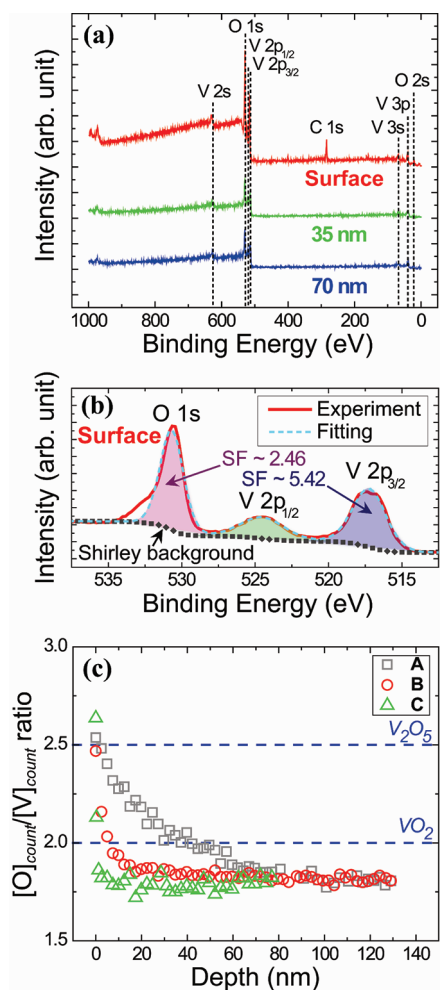 (a)
O 1s
V 2p1/2
V 2p3/2
V 2s
O 2s
V 3p
C 1s
V 3s
Surface
35 nm
70 nm
Intensity (arb. unit)
1000 800 600 400 200 0
Binding Energy (eV)
(b)
O 1s
Experiment
Fitting
Surface
SF ~ 2.46
SF ~ 5.42
V 2p3/2
V 2p1/2
Shirley background
Intensity (arb. unit)
535 530 525 520 515
Binding Energy (eV)
(c)
A
B
C
V2O5
VO2
[O]count/[V]count ratio
3.0
2.5
2.0
1.5
0 20 40 60 80 100 120 140
Depth (nm)